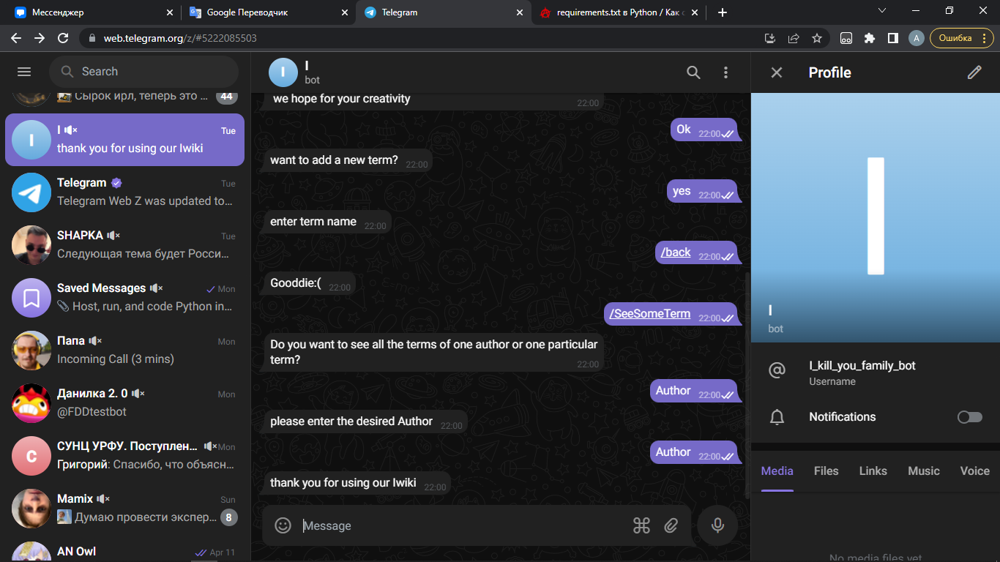 Мессенджер
Google Переводчик
Telegram
requirements.txt в Python / Как
web.telegram.org/z/#5222085503
A
Ошибка
Search
Сырок ирл, теперь это ...
44
I
I
Tue
thank you for using our Iwiki
Telegram
Tue
Telegram Web Z was updated to...
SHAPKA
Tue
Следующая тема будет Росси...
Saved Messages
Mon
Host, run, and code Python in...
Папа
Mon
Incoming Call (3 mins)
Данилка 2. 0
Mon
@FDDtestbot
С
СУНЦ УРФУ. Поступлен...
Mon
Григорий: Спасибо, что объясн...
Mamix
Sun
Думаю провести экспер...
8
AN Owl
Apr 11
I
I
bot
we hope for your creativity
22:00
Ok 22:00
want to add a new term? 22:00
yes 22:00
enter term name 22:00
/back 22:00
Gooddie:( 22:00
/SeeSomeTerm 22:00
Do you want to see all the terms of one author or one particular
term?
22:00
Author 22:00
please enter the desired Author 22:00
Author 22:00
thank you for using our Iwiki 22:00
Message
Profile
I
I
bot
@
I_kill_you_family_bot
Username
Notifications
Media Files Links Music Voice
No media files yet